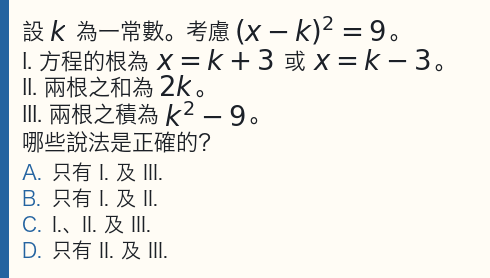 設 k 為一常數。考慮 (x − k)² = 9。
I. 方程的根為 x = k + 3 或 x = k − 3。
II. 兩根之和為 2k。
III. 兩根之積為 k² − 9。
哪些說法是正確的?
A. 只有 I. 及 III.
B. 只有 I. 及 II.
C. I.、II. 及 III.
D. 只有 II. 及 III.